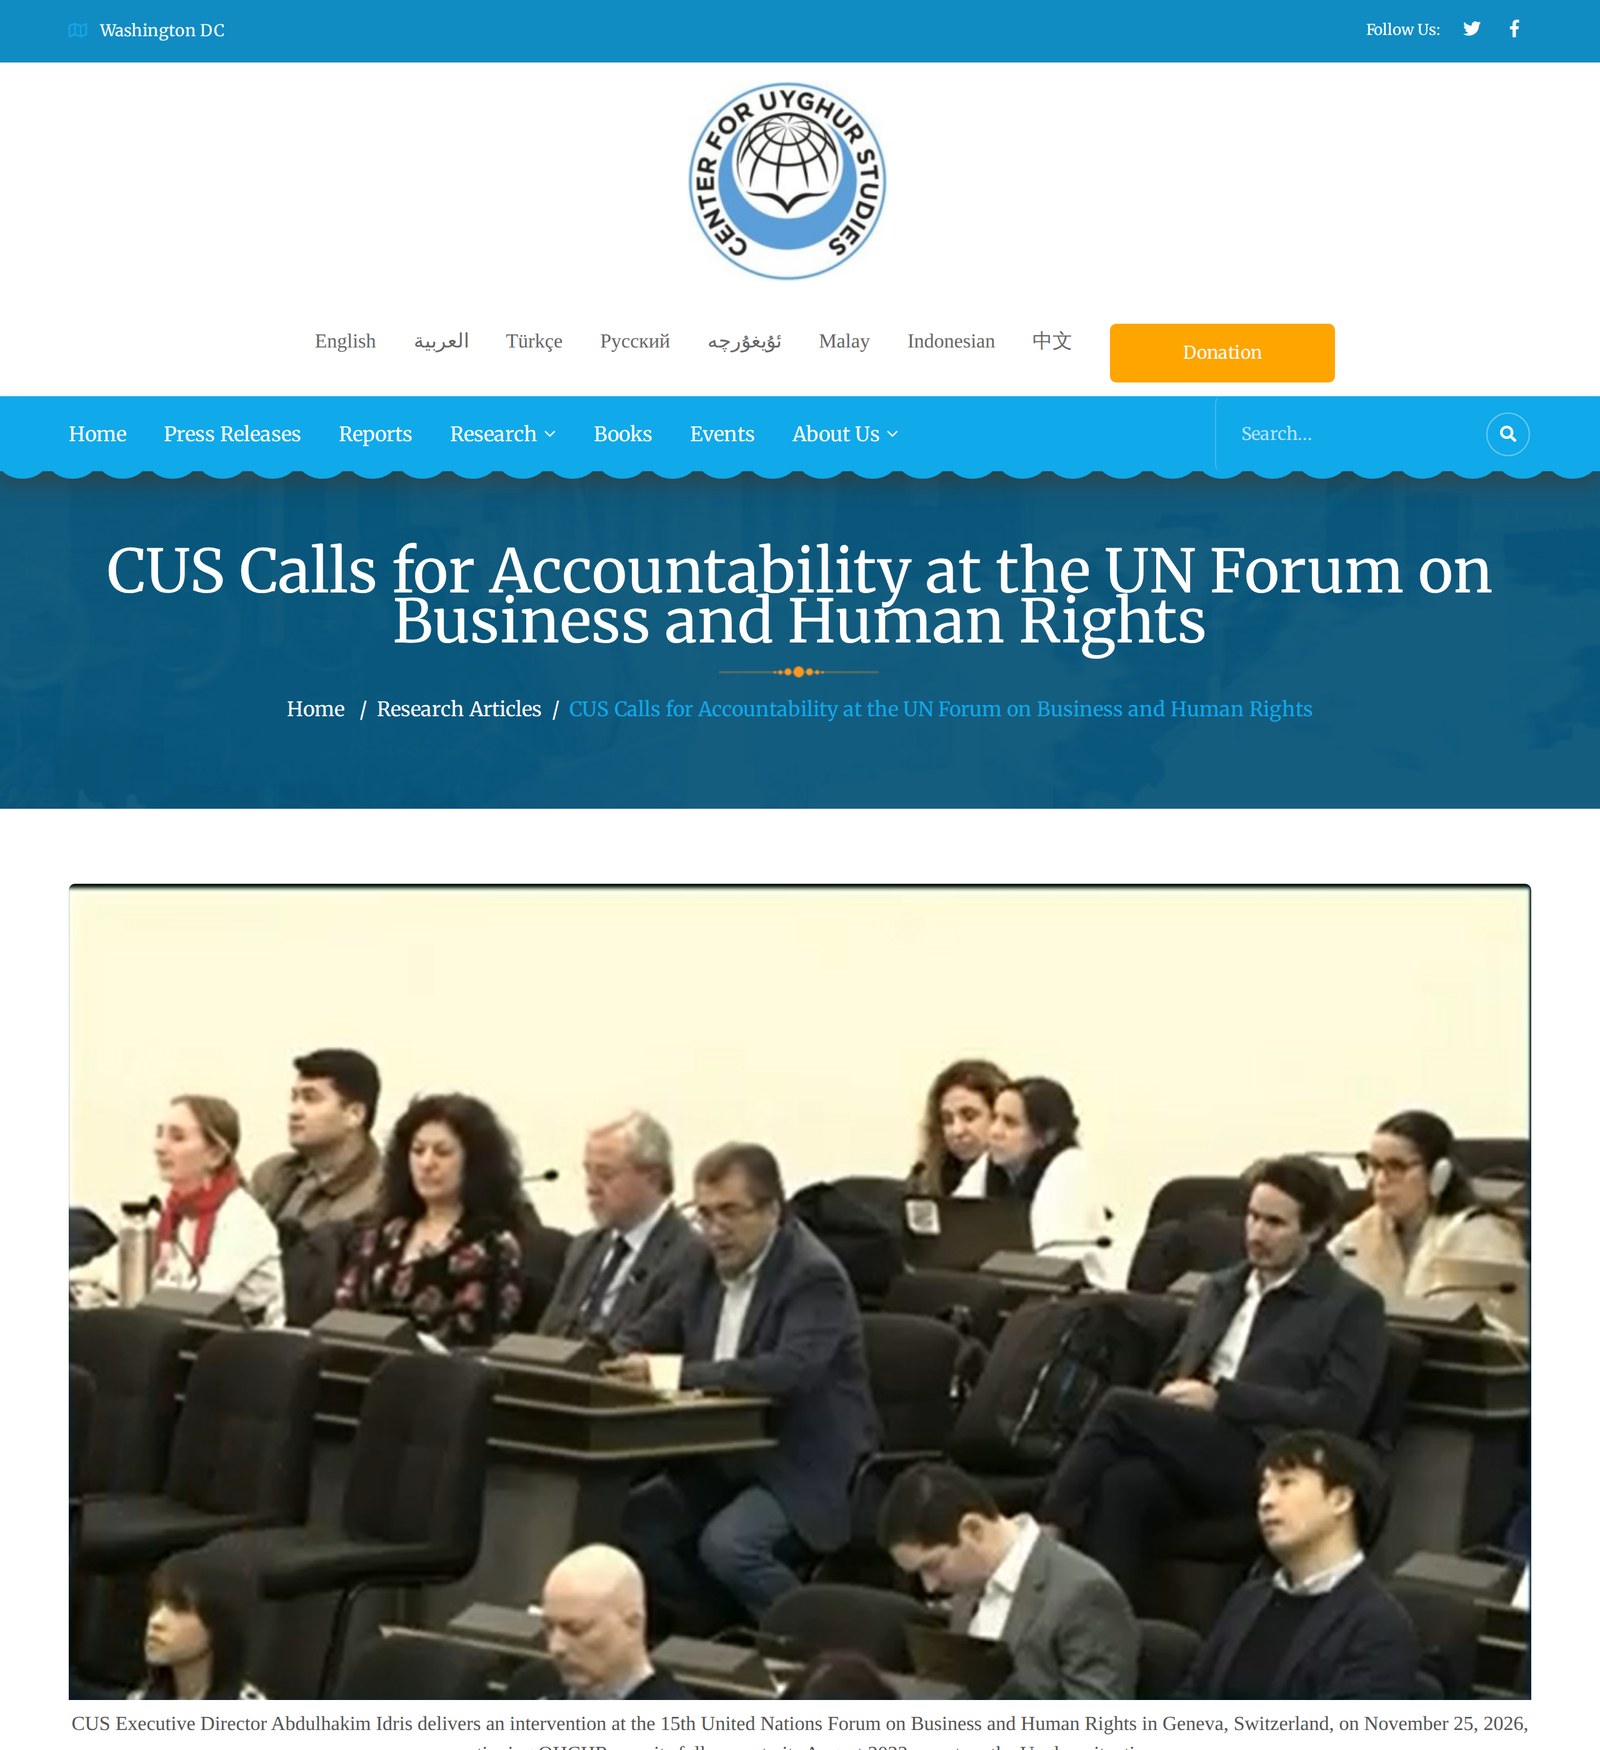 Washington DC
Follow Us:
CENTER FOR UYGHUR STUDIES
English العربية Türkçe Русский ئۇيغۇرچە Malay Indonesian 中文 Donation
Home Press Releases Reports Research Books Events About Us Search...
CUS Calls for Accountability at the UN Forum on
Business and Human Rights
Home / Research Articles / CUS Calls for Accountability at the UN Forum on Business and Human Rights
CUS Executive Director Abdulhakim Idris delivers an intervention at the 15th United Nations Forum on Business and Human Rights in Geneva, Switzerland, on November 25, 2026,